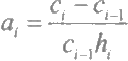 a_i = \frac{c_i - c_{i-1}}{c_{i-1} h_i}